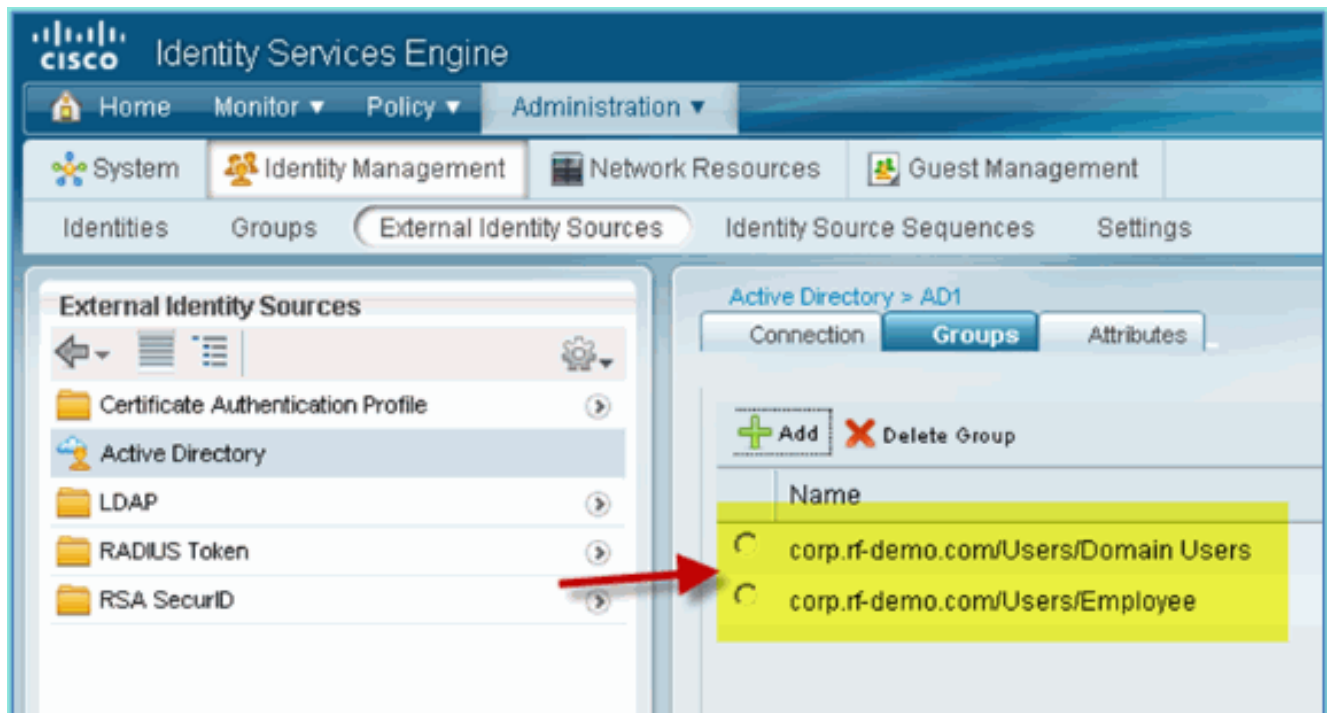 CISCO Identity Services Engine
Home Monitor ▼ Policy ▼ Administration ▼
System Identity Management Network Resources Guest Management
Identities Groups External Identity Sources Identity Source Sequences Settings
External Identity Sources
Certificate Authentication Profile
Active Directory
LDAP
RADIUS Token
RSA SecurID
Active Directory > AD1
Connection Groups Attributes
Add Delete Group
Name
corp.rf-demo.com/Users/Domain Users
corp.rf-demo.com/Users/Employee